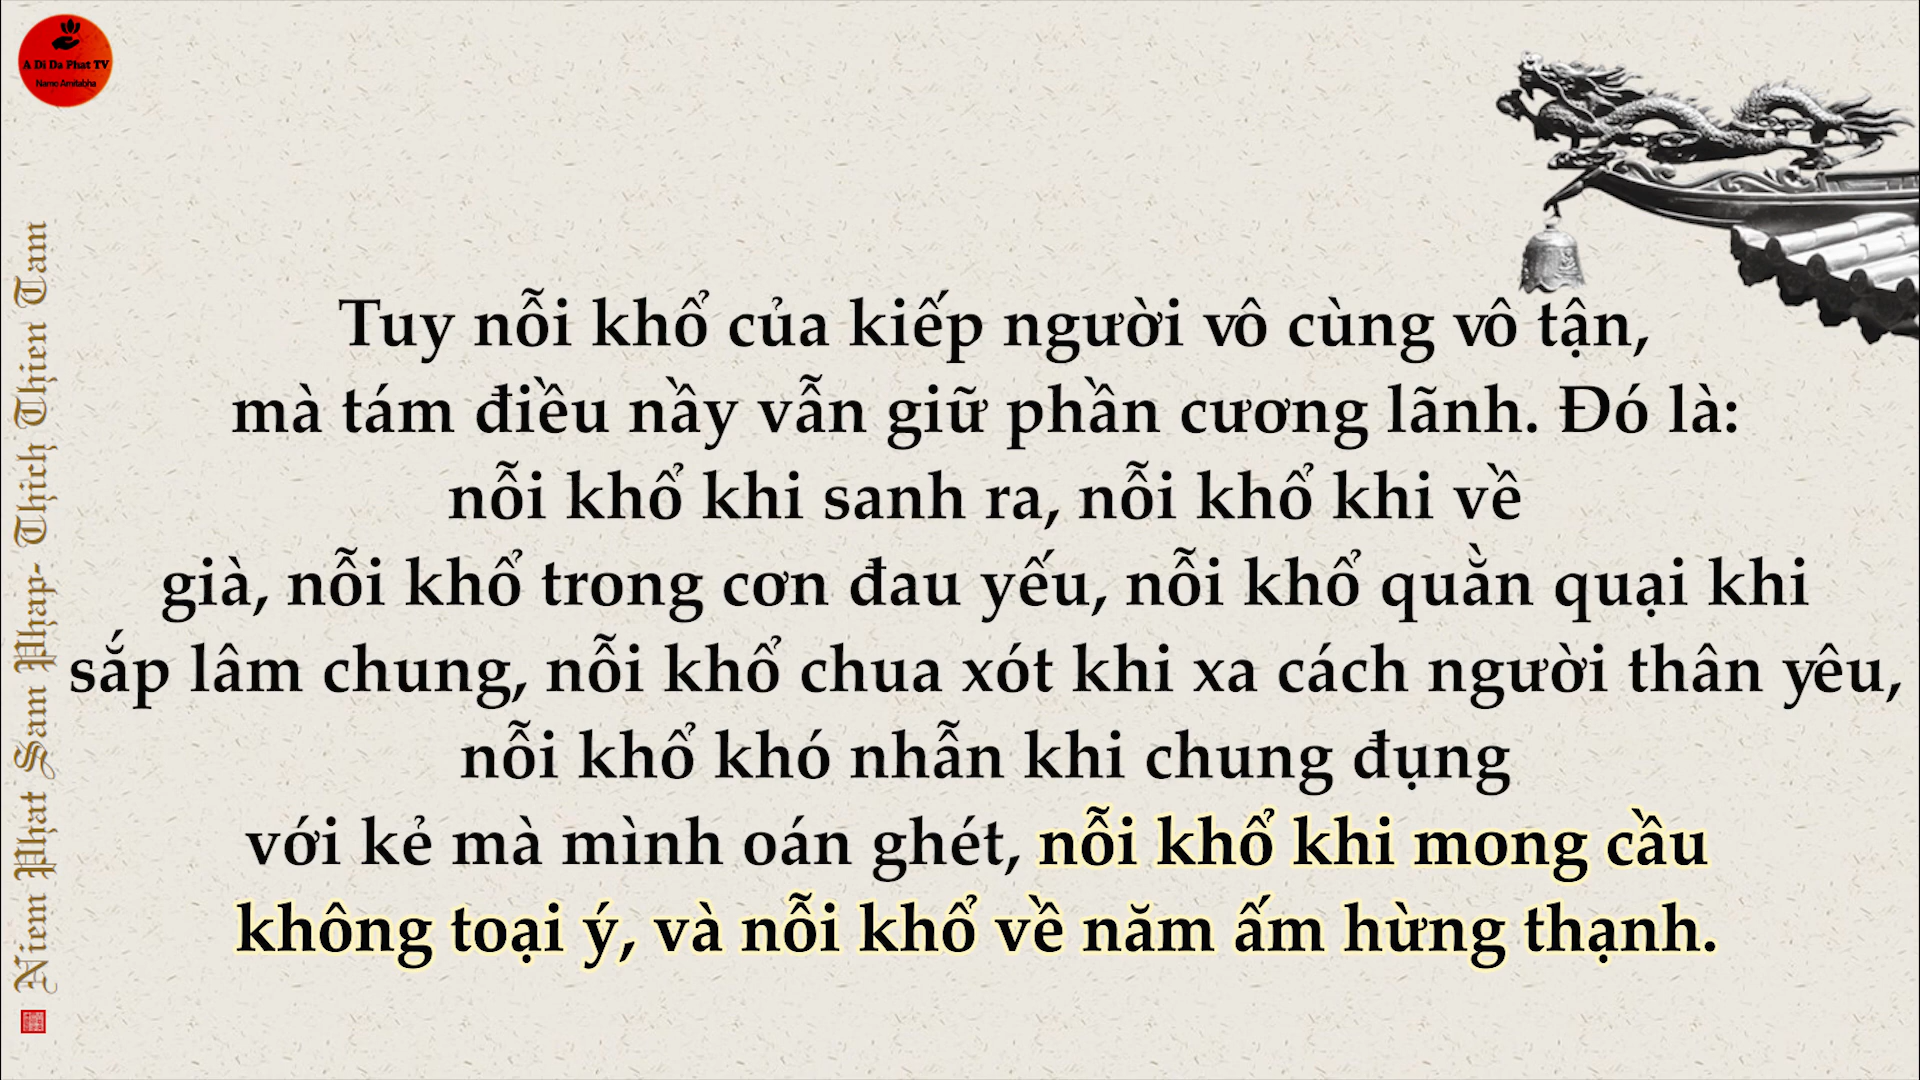 A Di Da Phat TV
Namo Amitabha
Tuy nỗi khổ của kiếp người vô cùng vô tận,
mà tám điều nầy vẫn giữ phần cương lãnh. Đó là:
nỗi khổ khi sanh ra, nỗi khổ khi về
già, nỗi khổ trong cơn đau yếu, nỗi khổ quằn quại khi
sắp lâm chung, nỗi khổ chua xót khi xa cách người thân yêu,
nỗi khổ khó nhẫn khi chung đụng
với kẻ mà mình oán ghét, nỗi khổ khi mong cầu
không toại ý, và nỗi khổ về năm ấm hừng thạnh.
Niem Phat Sam Phap- Thich Thien Tam